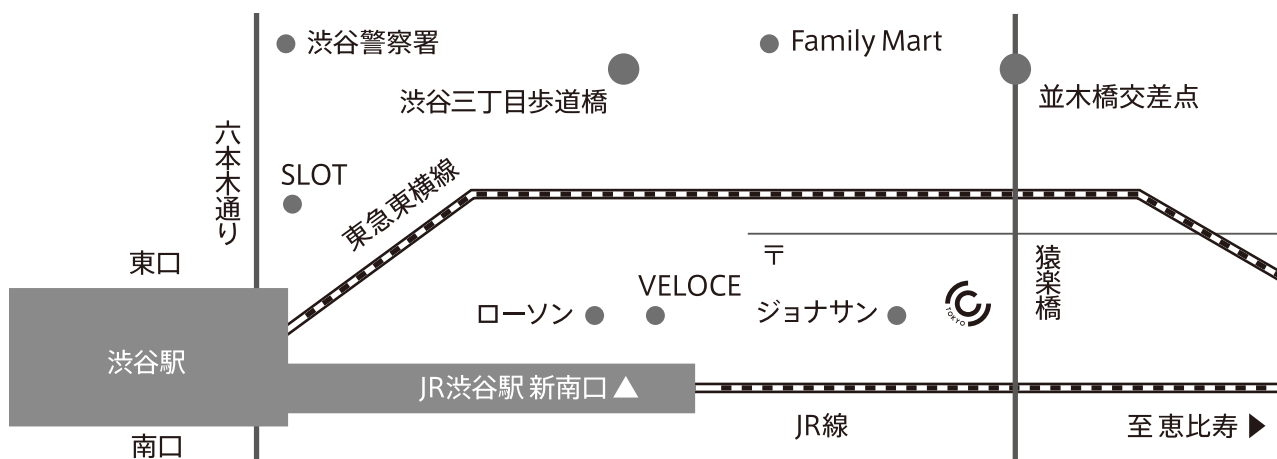 渋谷警察署
Family Mart
渋谷三丁目歩道橋
並木橋交差点
六本木通り
SLOT
東急東横線
東口
〒
猿楽橋
VELOCE
ローソン
ジョナサン
TOKYO
渋谷駅
JR渋谷駅 新南口 ▲
JR線
至 恵比寿 ▶
南口